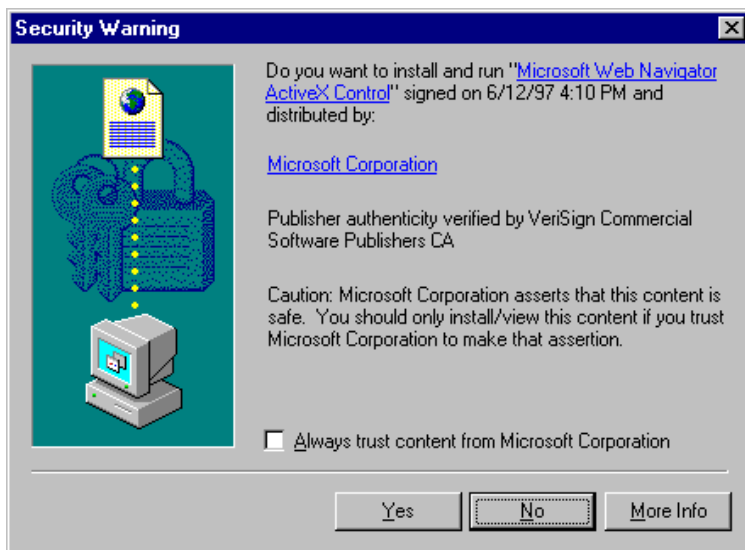 Security Warning
Do you want to install and run "Microsoft Web Navigator
ActiveX Control" signed on 6/12/97 4:10 PM and
distributed by:
Microsoft Corporation
Publisher authenticity verified by VeriSign Commercial
Software Publishers CA
Caution: Microsoft Corporation asserts that this content is
safe.  You should only install/view this content if you trust
Microsoft Corporation to make that assertion.
Always trust content from Microsoft Corporation
Yes
No
More Info